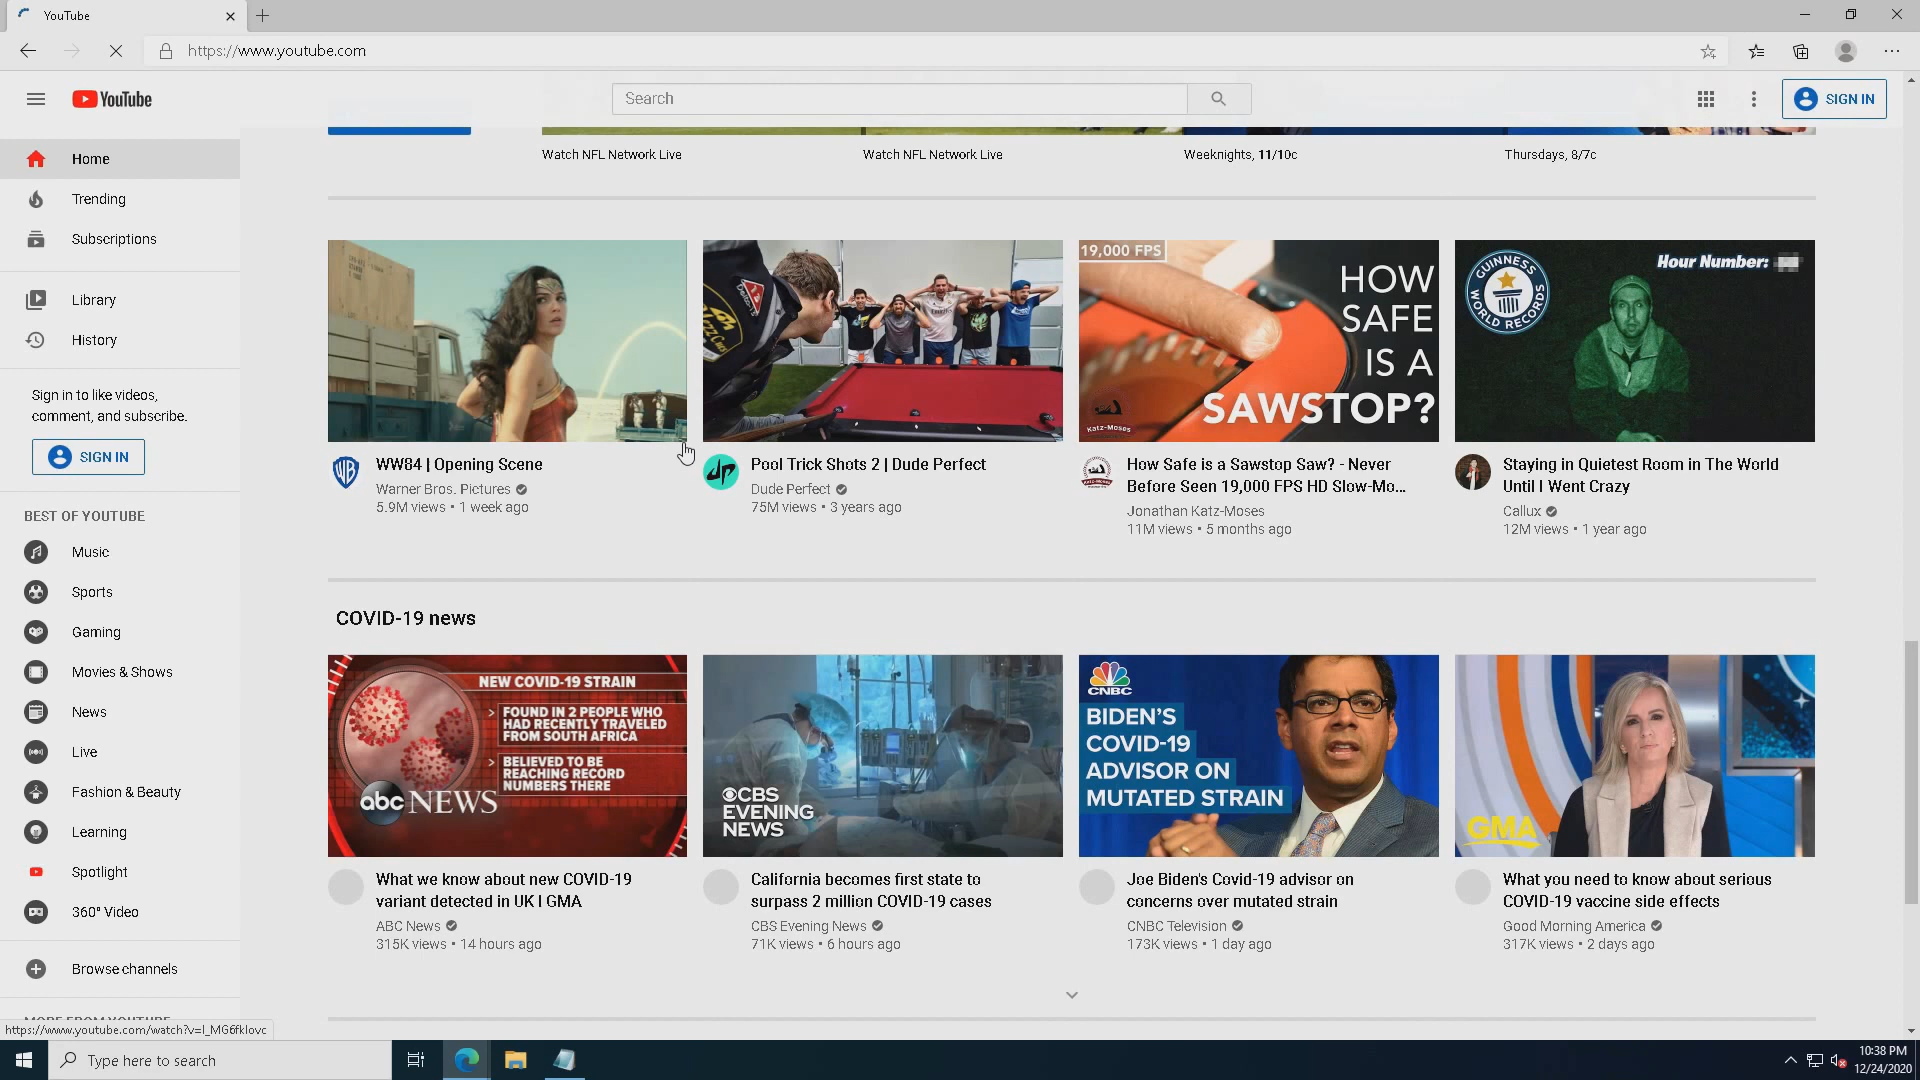 YouTube
https://www.youtube.com
YouTube
Search
SIGN IN
Home
Trending
Subscriptions
Library
History
Sign in to like videos,
comment, and subscribe.
SIGN IN
BEST OF YOUTUBE
Music
Sports
Gaming
Movies & Shows
News
Live
Fashion & Beauty
Learning
Spotlight
360° Video
Browse channels
MORE FROM YOUTUBE
Watch NFL Network Live
Watch NFL Network Live
Weeknights, 11/10c
Thursdays, 8/7c
19,000 FPS
HOW
SAFE
IS A
SAWSTOP?
Katz-Moses
GUINNESS
WORLD RECORDS
Hour Number:
WW84 | Opening Scene
Warner Bros. Pictures
5.9M views • 1 week ago
Pool Trick Shots 2 | Dude Perfect
Dude Perfect
75M views • 3 years ago
How Safe is a Sawstop Saw? - Never
Before Seen 19,000 FPS HD Slow-Mo...
Jonathan Katz-Moses
11M views • 5 months ago
Staying in Quietest Room in The World
Until I Went Crazy
Callux
12M views • 1 year ago
COVID-19 news
NEW COVID-19 STRAIN
> FOUND IN 2 PEOPLE WHO
HAD RECENTLY TRAVELED
FROM SOUTH AFRICA
> BELIEVED TO BE
REACHING RECORD
NUMBERS THERE
abc NEWS
CBS
EVENING
NEWS
CNBC
BIDEN'S
COVID-19
ADVISOR ON
MUTATED STRAIN
GMA
What we know about new COVID-19
variant detected in UK l GMA
ABC News
315K views • 14 hours ago
California becomes first state to
surpass 2 million COVID-19 cases
CBS Evening News
71K views • 6 hours ago
Joe Biden's Covid-19 advisor on
concerns over mutated strain
CNBC Television
173K views • 1 day ago
What you need to know about serious
COVID-19 vaccine side effects
Good Morning America
317K views • 2 days ago
https://www.youtube.com/watch?v=l_MG6fklovc
Type here to search
10:38 PM
12/24/2020